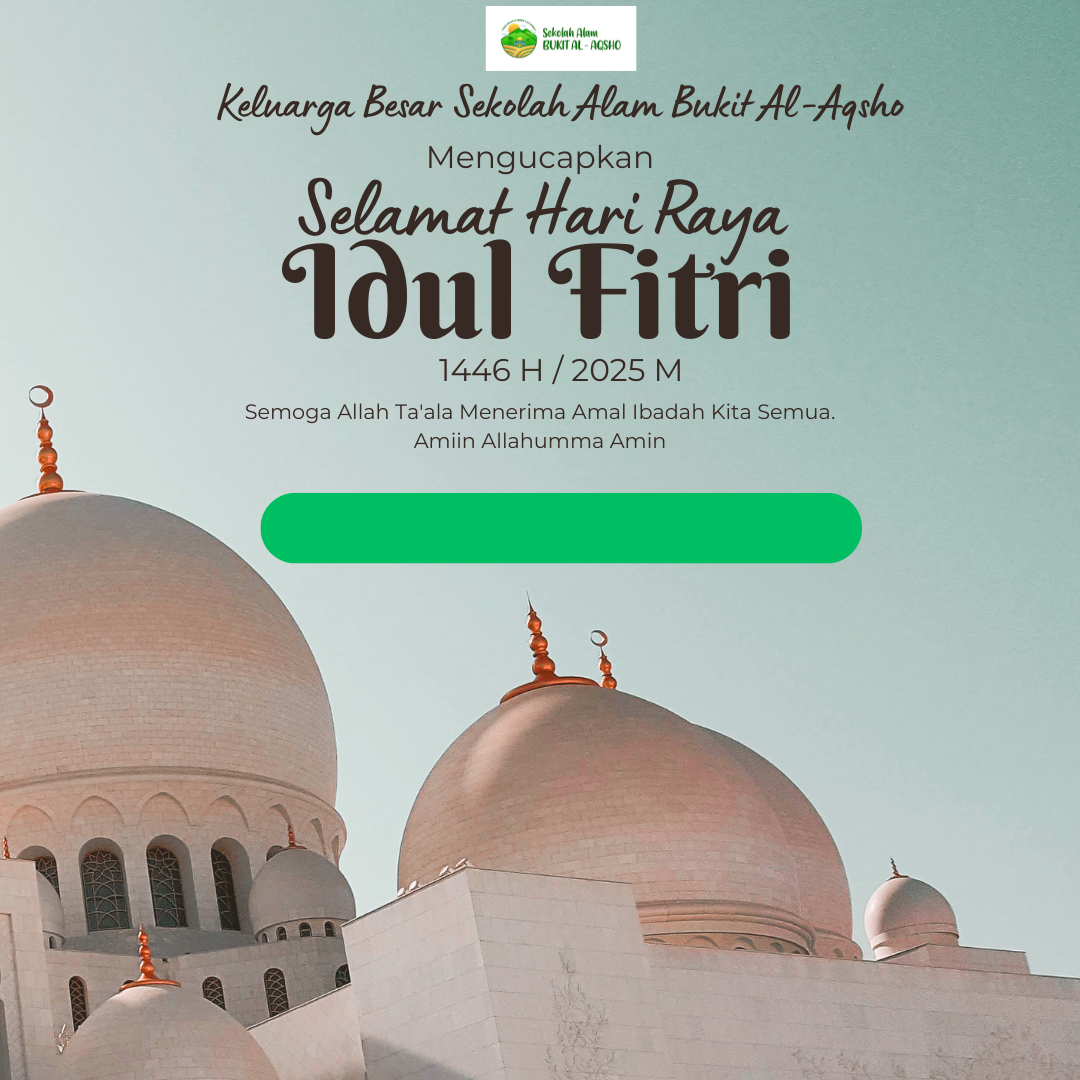 Sekolah Alam
BUKIT AL - AQSHO
Keluarga Besar Sekolah Alam Bukit Al-Aqsho
Mengucapkan
Selamat Hari Raya
Idul Fitri
1446 H / 2025 M
Semoga Allah Ta'ala Menerima Amal Ibadah Kita Semua.
Amiin Allahumma Amin